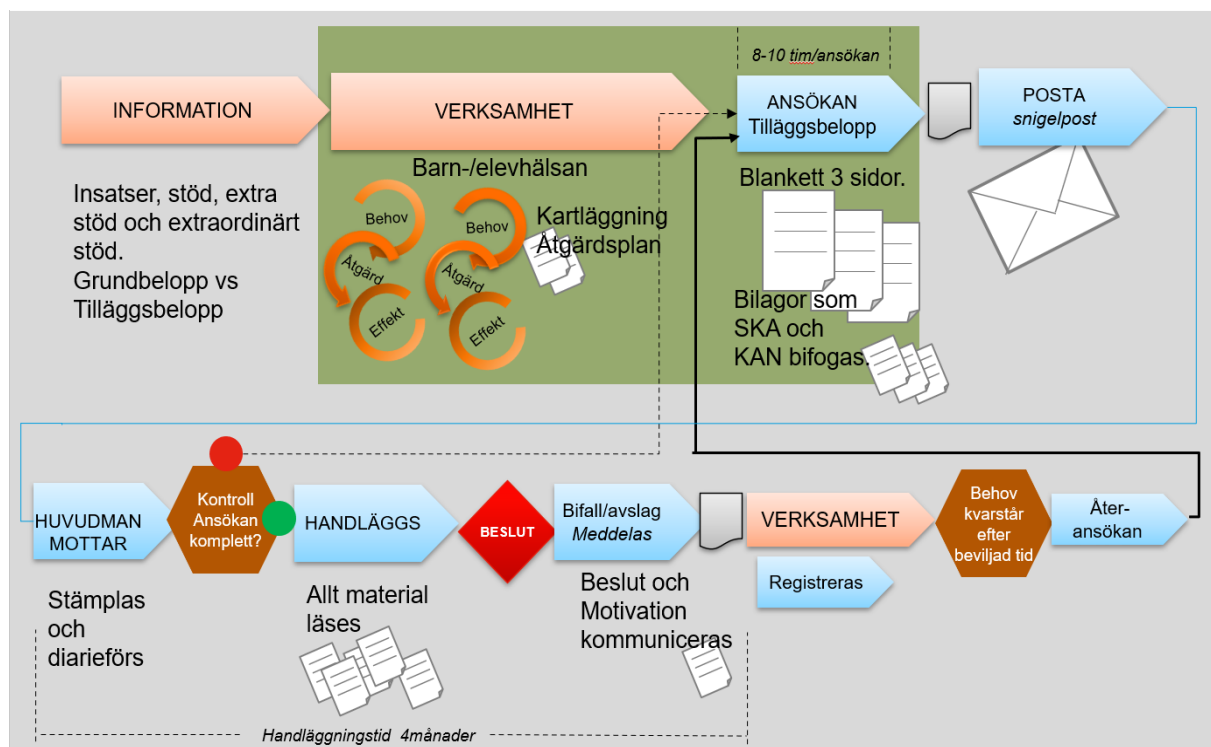 8-10 tim/ansökan
INFORMATION
VERKSAMHET
ANSÖKAN
Tilläggsbelopp
POSTA
snigelpost
Insatser, stöd, extra
stöd och extraordinärt
stöd.
Grundbelopp vs
Tilläggsbelopp
Barn-/elevhälsan
Behov
Åtgärd
Effekt
Behov
Åtgärd
Effekt
Kartläggning
Åtgärdsplan
Blankett 3 sidor.
Bilagor som
SKA och
KAN bifogas.
HUVUDMAN
MOTTAR
Kontroll
Ansökan
komplett?
HANDLÄGGS
BESLUT
Bifall/avslag
Meddelas
VERKSAMHET
Registreras
Behov
kvarstår
efter
beviljad tid
Åter-
ansökan
Stämplas
och
diarieförs
Allt material
läses
Beslut och
Motivation
kommuniceras
Handläggningstid 4månader